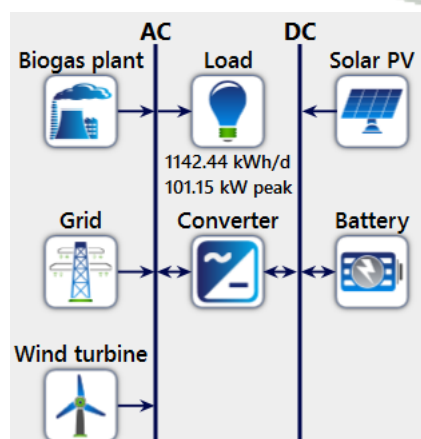 AC DC
Biogas plant Load Solar PV
1142.44 kWh/d
101.15 kW peak
Grid Converter Battery
Wind turbine